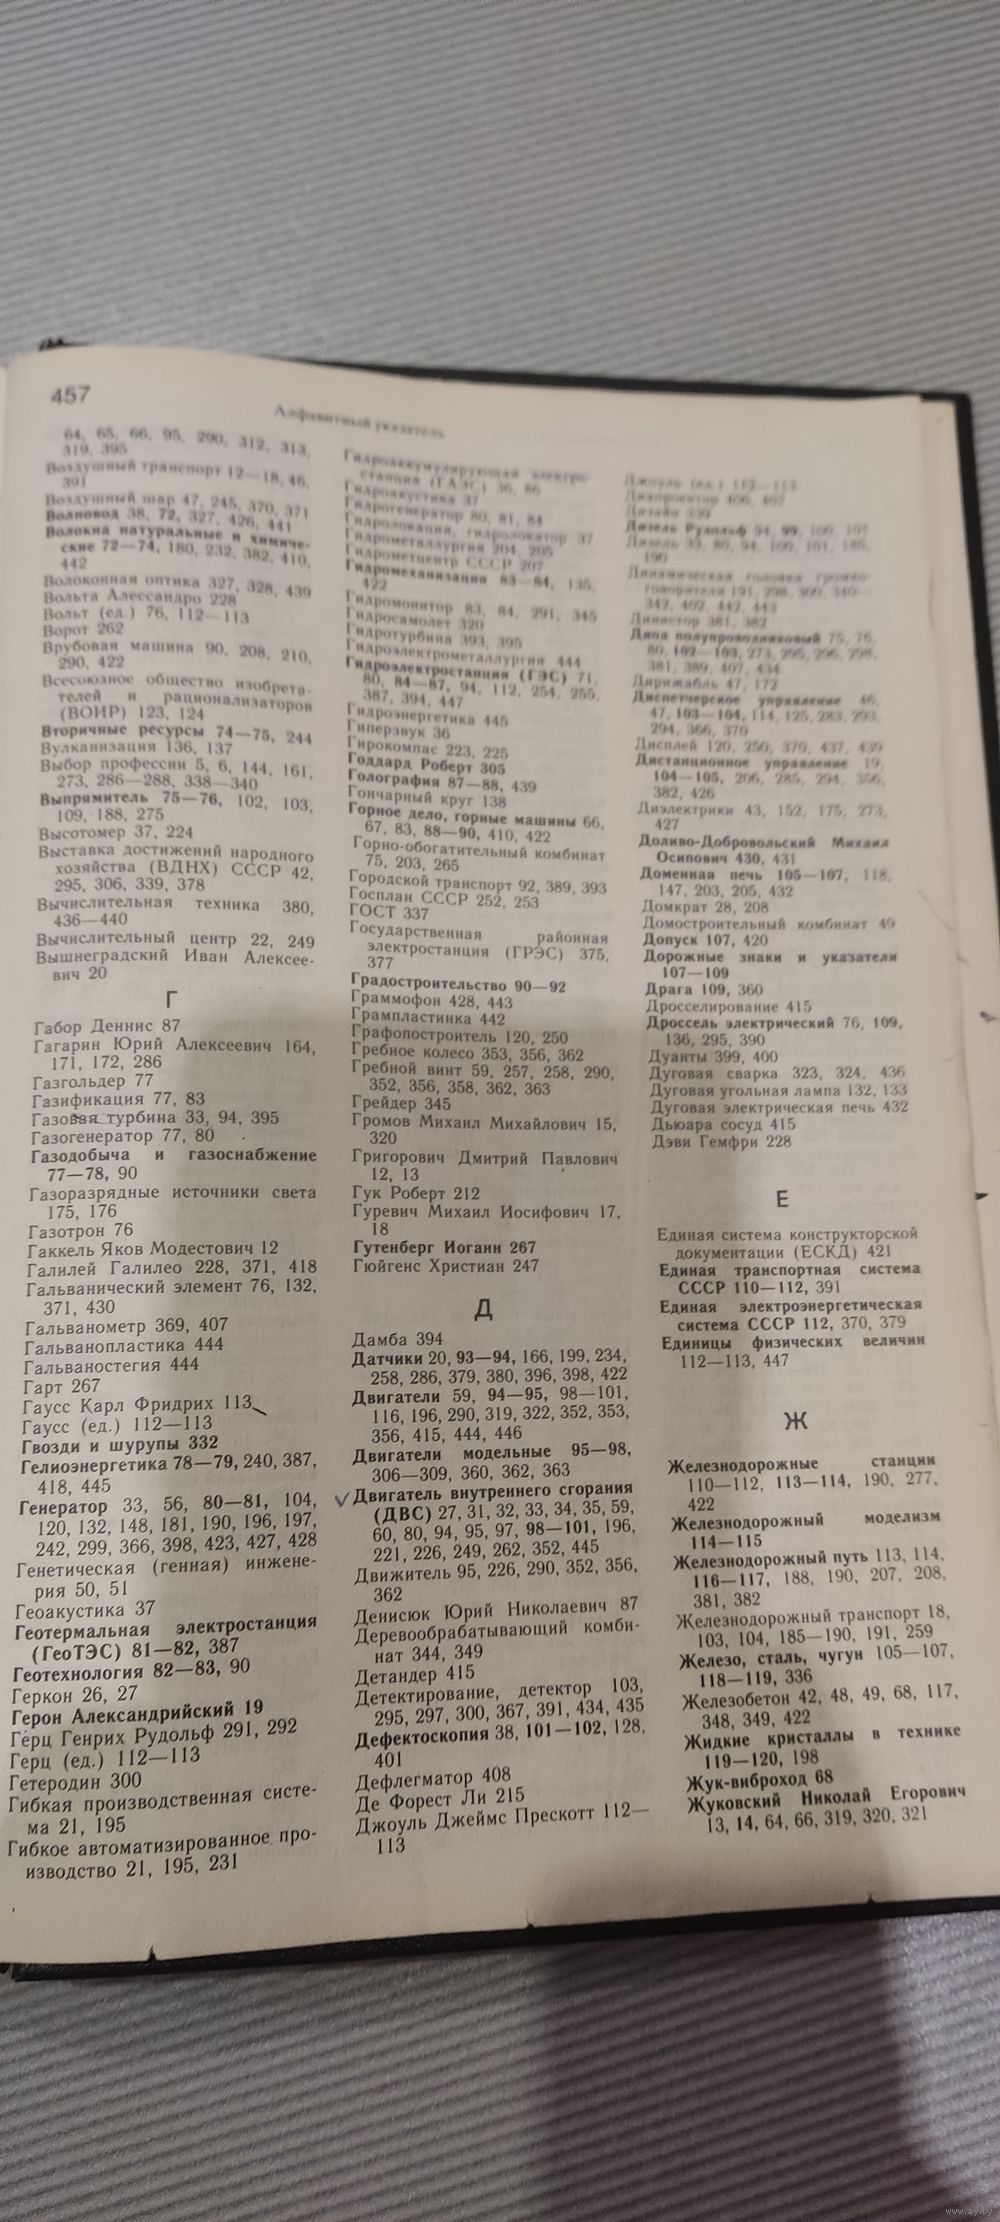 457
Алфавитный указатель
64, 65, 66, 95, 290, 312, 313,
319, 395
Воздушный транспорт 12—18, 46,
391
Воздушный шар 47, 245, 370, 371
Волновод 38, 72, 327, 426, 441
Волокна натуральные и химиче-
ские 72—74, 180, 232, 382, 410,
442
Волоконная оптика 327, 328, 439
Вольта Алессандро 228
Вольт (ед.) 76, 112—113
Ворот 262
Врубовая машина 90, 208, 210,
290, 422
Всесоюзное общество изобрета-
телей и рационализаторов
(ВОИР) 123, 124
Вторичные ресурсы 74—75, 244
Вулканизация 136, 137
Выбор профессии 5, 6, 144, 161,
273, 286—288, 338—340
Выпрямитель 75—76, 102, 103,
109, 188, 275
Высотомер 37, 224
Выставка достижений народного
хозяйства (ВДНХ) СССР 42,
295, 306, 339, 378
Вычислительная техника 380,
436—440
Вычислительный центр 22, 249
Вышнеградский Иван Алексее-
вич 20
Г
Габор Деннис 87
Гагарин Юрий Алексеевич 164,
171, 172, 286
Газгольдер 77
Газификация 77, 83
Газовая турбина 33, 94, 395
Газогенератор 77, 80
Газодобыча и газоснабжение
77—78, 90
Газоразрядные источники света
175, 176
Газотрон 76
Гаккель Яков Модестович 12
Галилей Галилео 228, 371, 418
Гальванический элемент 76, 132,
371, 430
Гальванометр 369, 407
Гальванопластика 444
Гальваностегия 444
Гарт 267
Гаусс Карл Фридрих 113
Гаусс (ед.) 112—113
Гвозди и шурупы 332
Гелиоэнергетика 78—79, 240, 387,
418, 445
Генератор 33, 56, 80—81, 104,
120, 132, 148, 181, 190, 196, 197,
242, 299, 366, 398, 423, 427, 428
Генетическая (генная) инжене-
рия 50, 51
Геоакустика 37
Геотермальная электростанция
(ГеоТЭС) 81—82, 387
Геотехнология 82—83, 90
Геркон 26, 27
Герон Александрийский 19
Герц Генрих Рудольф 291, 292
Герц (ед.) 112—113
Гетеродин 300
Гибкая производственная систе-
ма 21, 195
Гибкое автоматизированное про-
изводство 21, 195, 231
Гидроаккумулирующая электро-
станция (ГАЭС) 36, 86
Гидроакустика 37
Гидрогенератор 80, 81, 84
Гидролокация, гидролокатор 37
Гидрометаллургия 204, 205
Гидрометцентр СССР 207
Гидромеханизация 83—84, 135,
422
Гидромонитор 83, 84, 291, 345
Гидросамолет 320
Гидротурбина 393, 395
Гидроэлектрометаллургия 444
Гидроэлектростанция (ГЭС) 71,
80, 84—87, 94, 112, 254, 255,
387, 394, 447
Гидроэнергетика 445
Гиперзвук 36
Гирокомпас 223, 225
Годдард Роберт 305
Голография 87—88, 439
Гончарный круг 138
Горное дело, горные машины 66,
67, 83, 88—90, 410, 422
Горно-обогатительный комбинат
75, 203, 265
Городской транспорт 92, 389, 393
Госплан СССР 252, 253
ГОСТ 337
Государственная районная
электростанция (ГРЭС) 375,
377
Градостроительство 90—92
Граммофон 428, 443
Грампластинка 442
Графопостроитель 120, 250
Гребное колесо 353, 356, 362
Гребной винт 59, 257, 258, 290,
352, 356, 358, 362, 363
Грейдер 345
Громов Михаил Михайлович 15,
320
Григорович Дмитрий Павлович
12, 13
Гук Роберт 212
Гуревич Михаил Иосифович 17,
18
Гутенберг Иоганн 267
Гюйгенс Христиан 247
Д
Дамба 394
Датчики 20, 93—94, 166, 199, 234,
258, 286, 379, 380, 396, 398, 422
Двигатели 59, 94—95, 98—101,
116, 196, 290, 319, 322, 352, 353,
356, 415, 444, 446
Двигатели модельные 95—98,
306—309, 360, 362, 363
Двигатель внутреннего сгорания
(ДВС) 27, 31, 32, 33, 34, 35, 59,
60, 80, 94, 95, 97, 98—101, 196,
221, 226, 249, 262, 352, 445
Движитель 95, 226, 290, 352, 356,
362
Денисюк Юрий Николаевич 87
Деревообрабатывающий комби-
нат 344, 349
Детандер 415
Детектирование, детектор 103,
295, 297, 300, 367, 391, 434, 435
Дефектоскопия 38, 101—102, 128,
401
Дефлегматор 408
Де Форест Ли 215
Джоуль Джеймс Прескотт 112—
113
Джоуль (ед.) 112—113
Диапроектор 406, 407
Дизайн 339
Дизель Рудольф 94, 99, 100, 101
Дизель 33, 80, 94, 100, 101, 185,
190
Динамическая головка громко-
говорителя 191, 298, 300, 340—
342, 402, 442, 443
Динистор 381, 382
Диод полупроводниковый 75, 76,
80, 102—103, 273, 295, 296, 298,
381, 389, 407, 434
Дирижабль 47, 172
Диспетчерское управление 46,
47, 103—104, 114, 125, 283, 293,
294, 366, 370
Дисплей 120, 250, 370, 437, 439
Дистанционное управление 19,
104—105, 206, 285, 294, 356,
382, 426
Диэлектрики 43, 152, 175, 273,
427
Доливо-Добровольский Михаил
Осипович 430, 431
Доменная печь 105—107, 118,
147, 203, 205, 432
Домкрат 28, 208
Домостроительный комбинат 49
Допуск 107, 420
Дорожные знаки и указатели
107—109
Драга 109, 360
Дросселирование 415
Дроссель электрический 76, 109,
136, 295, 390
Дуанты 399, 400
Дуговая сварка 323, 324, 436
Дуговая угольная лампа 132, 133
Дуговая электрическая печь 432
Дьюара сосуд 415
Дэви Гемфри 228
Е
Единая система конструкторской
документации (ЕСКД) 421
Единая транспортная система
СССР 110—112, 391
Единая электроэнергетическая
система СССР 112, 370, 379
Единицы физических величин
112—113, 447
Ж
Железнодорожные станции
110—112, 113—114, 190, 277,
422
Железнодорожный моделизм
114—115
Железнодорожный путь 113, 114,
116—117, 188, 190, 207, 208,
381, 382
Железнодорожный транспорт 18,
103, 104, 185—190, 191, 259
Железо, сталь, чугун 105—107,
118—119, 336
Железобетон 42, 48, 49, 68, 117,
348, 349, 422
Жидкие кристаллы в технике
119—120, 198
Жук-виброход 68
Жуковский Николай Егорович
13, 14, 64, 66, 319, 320, 321
www.ay.by